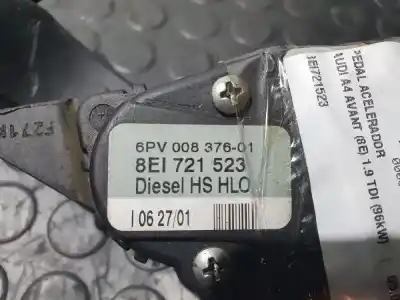 6PV 008 376-01
8EI 721 523
Diesel HS HLO
I 06 27/01
PEDAL ACELERADOR
AUDI A4 AVANT (8E) 1.9 TDI (96KW)
8EI721523